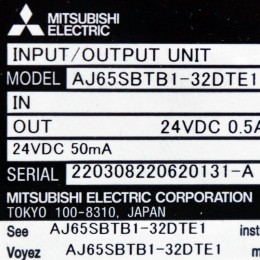 MITSUBISHI
ELECTRIC
INPUT/OUTPUT UNIT
MODEL AJ65SBTB1-32DTE1
IN
OUT 24VDC 0.5A
24VDC 50mA
SERIAL 220308220620131-A
MITSUBISHI ELECTRIC CORPORATION
TOKYO 100-8310, JAPAN
See AJ65SBTB1-32DTE1 inst
Voyez AJ65SBTB1-32DTE1 m